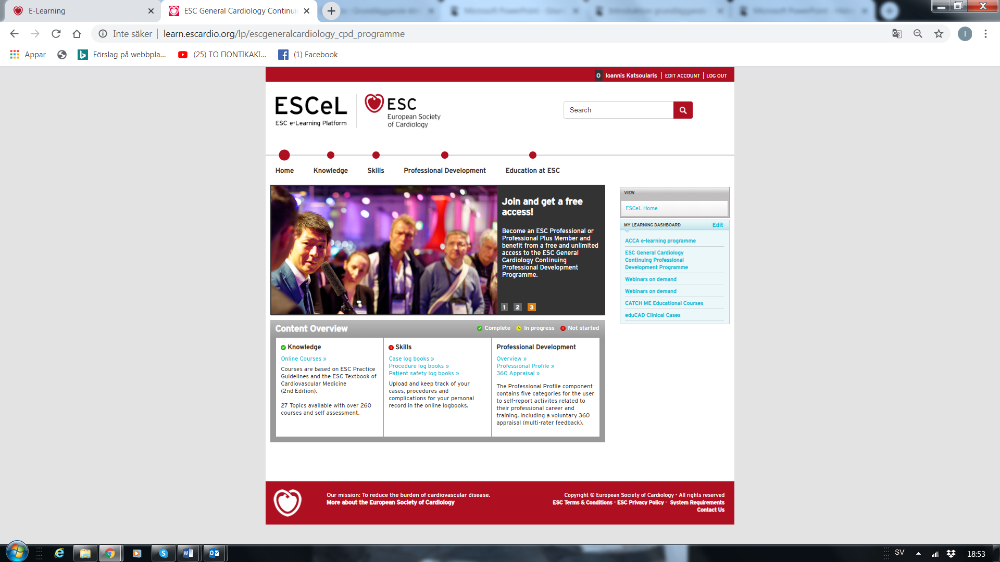 E-Learning
ESC General Cardiology Continui
Inte säker
learn.escardio.org/lp/escgeneralcardiology_cpd_programme
Appar
Förslag på webbpla...
(25) ΤΟ ΠΟΝΤΙΚΑΚΙ...
(1) Facebook
0 Ioannis Katsoularis
EDIT ACCOUNT
LOG OUT
ESCeL
ESC e-Learning Platform
ESC
European Society
of Cardiology
Search
Home
Knowledge
Skills
Professional Development
Education at ESC
Join and get a free
access!
Become an ESC Professional or
Professional Plus Member and
benefit from a free and unlimited
access to the ESC General
Cardiology Continuing
Professional Development
Programme.
1 2 3
VIEW
ESCeL Home
MY LEARNING DASHBOARD
Edit
ACCA e-learning programme
ESC General Cardiology
Continuing Professional
Development Programme
Webinars on demand
Webinars on demand
CATCH ME Educational Courses
eduCAD Clinical Cases
Content Overview
Complete
In progress
Not started
Knowledge
Online Courses »
Courses are based on ESC Practice
Guidelines and the ESC Textbook of
Cardiovascular Medicine
(2nd Edition).
27 Topics available with over 260
courses and self assessment.
Skills
Case log books »
Procedure log books »
Patient safety log books »
Upload and keep track of your
cases, procedures and
complications for your personal
record in the online logbooks.
Professional Development
Overview »
Professional Profile »
360 Appraisal »
The Professional Profile component
contains five categories for the user
to self-report activites related to
their professional career and
training, including a voluntary 360
appraisal (multi-rater feedback).
Our mission: To reduce the burden of cardiovascular disease.
More about the European Society of Cardiology
Copyright © European Society of Cardiology - All rights reserved
ESC Terms & Conditions - ESC Privacy Policy - System Requirements
Contact Us
SV
18:53